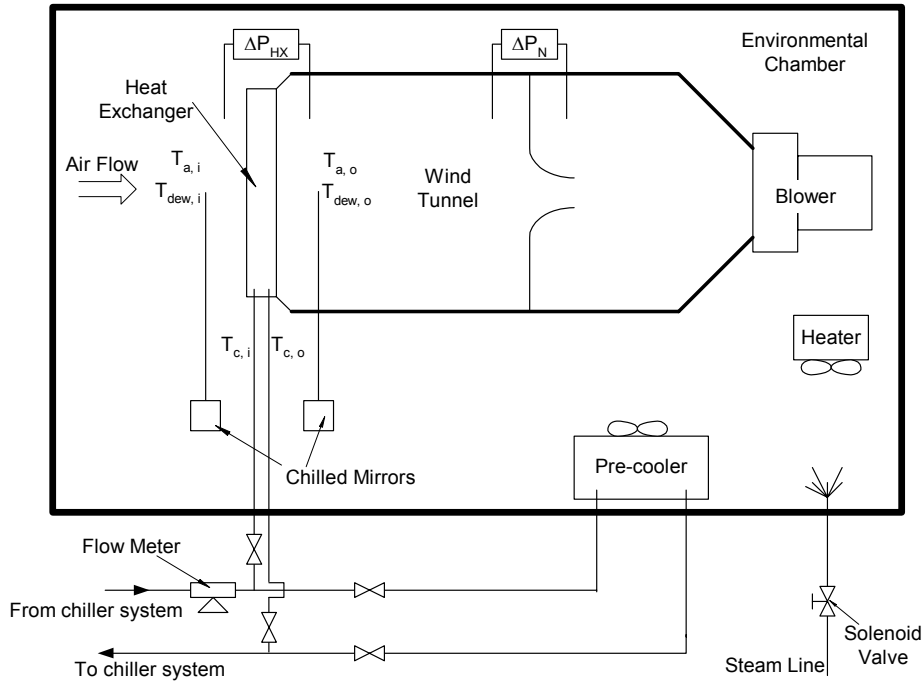 ΔP_HX
ΔP_N
Environmental
Chamber
Heat
Exchanger
Air Flow
T_a, i
T_dew, i
T_a, o
T_dew, o
Wind
Tunnel
Blower
Heater
T_c, i
T_c, o
Chilled Mirrors
Pre-cooler
Flow Meter
From chiller system
To chiller system
Solenoid
Valve
Steam Line